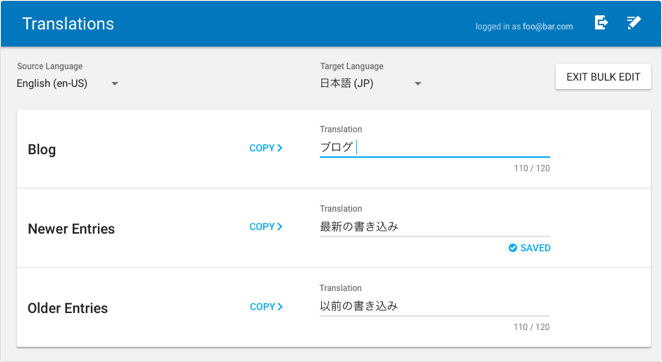 Translations
logged in as foo@bar.com
Source Language
English (en-US)
Target Language
日本語 (JP)
EXIT BULK EDIT
Blog
COPY
Translation
ブログ
110 / 120
Newer Entries
COPY
Translation
最新の書き込み
SAVED
Older Entries
COPY
Translation
以前の書き込み
110 / 120